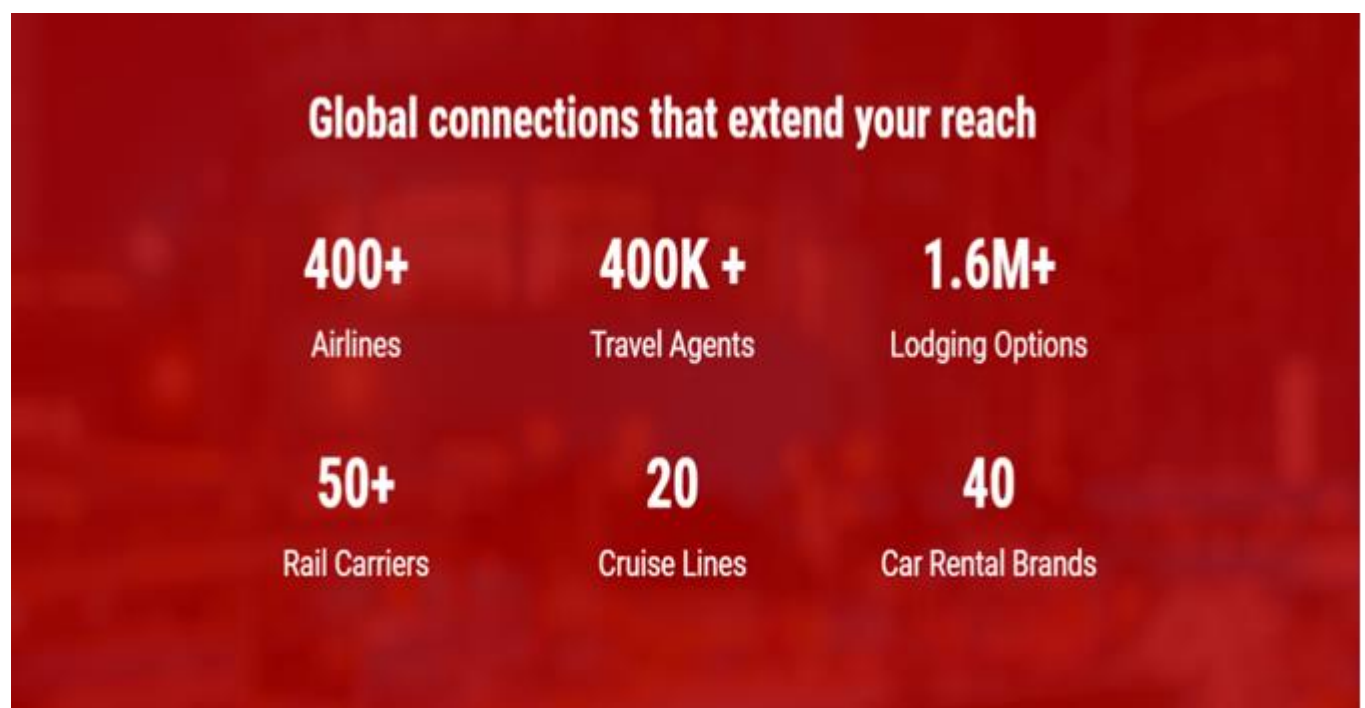 Global connections that extend your reach
400+ 400K + 1.6M+
Airlines Travel Agents Lodging Options
50+ 20 40
Rail Carriers Cruise Lines Car Rental Brands